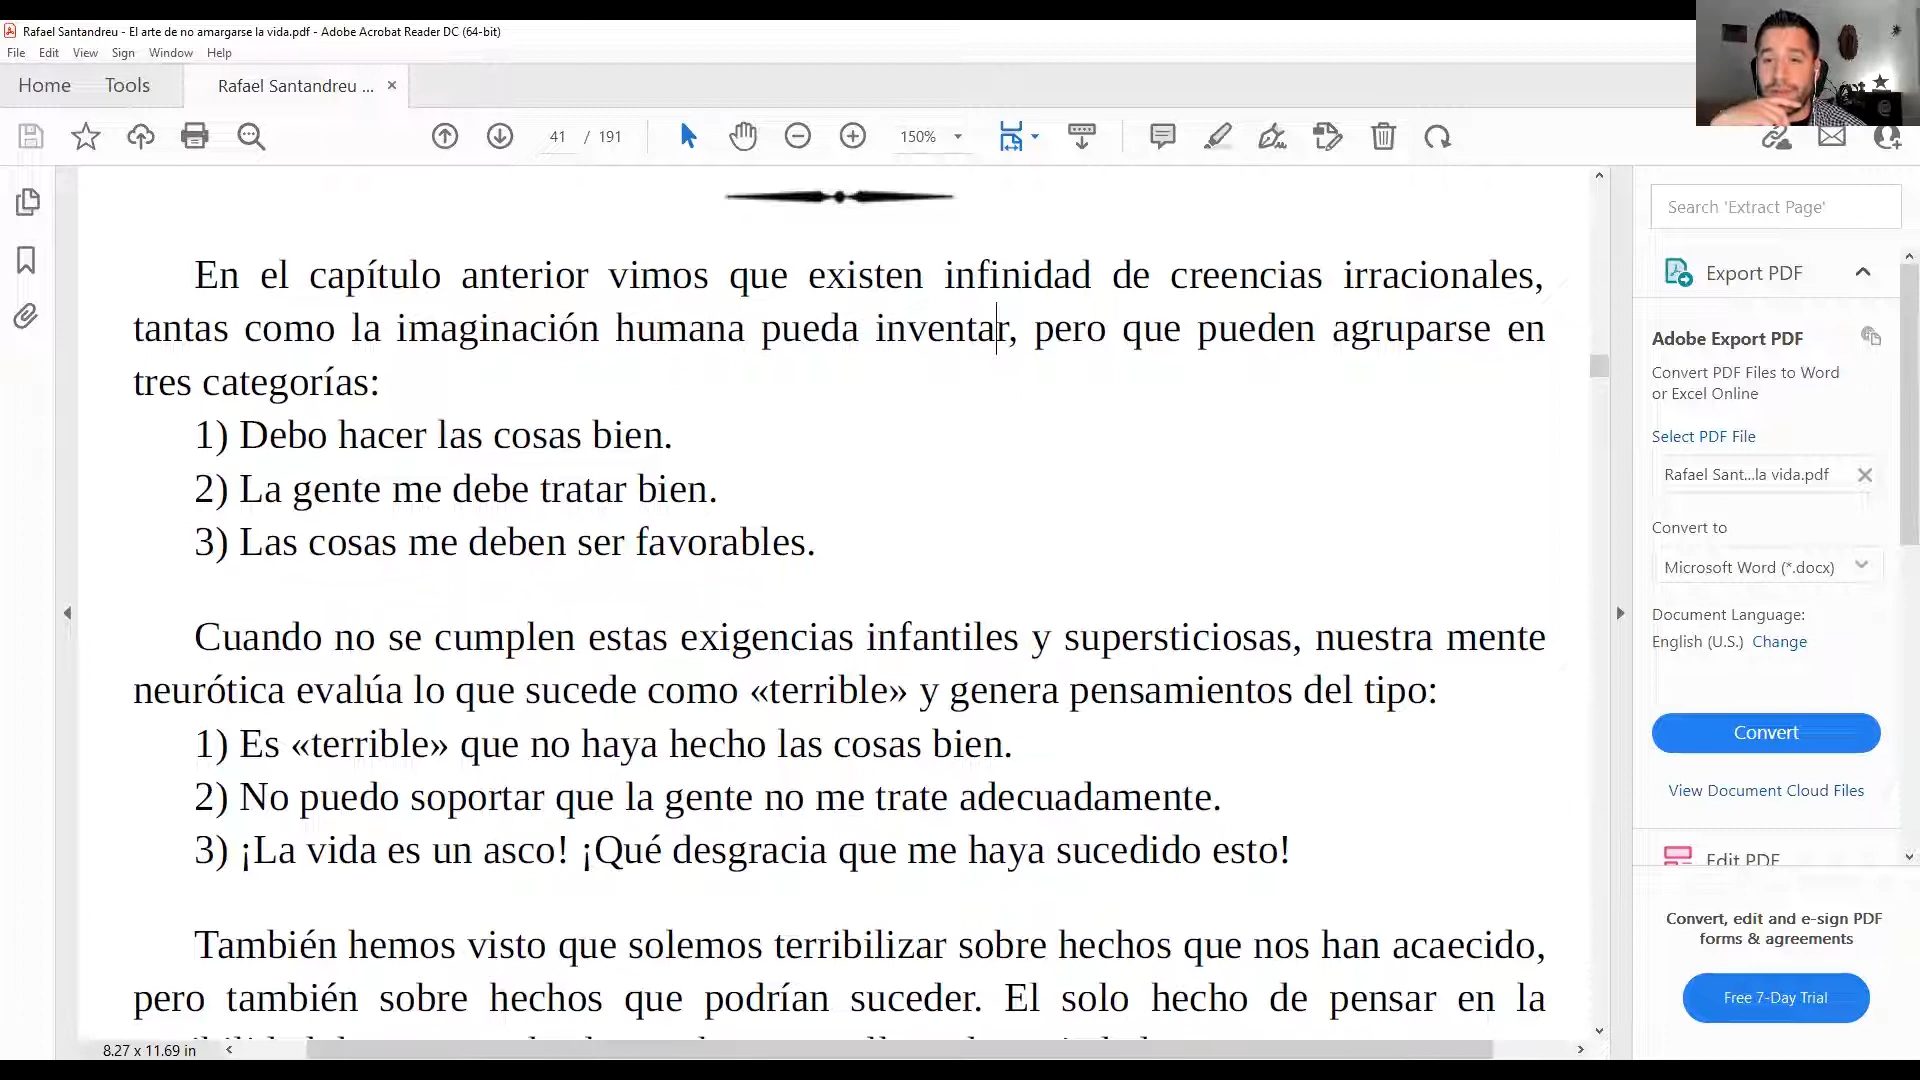 Rafael Santandreu - El arte de no amargarse la vida.pdf - Adobe Acrobat Reader DC (64-bit)
File Edit View Sign Window Help
Home Tools Rafael Santandreu ... ×
41 / 191 150%
En el capítulo anterior vimos que existen infinidad de creencias irracionales,
tantas como la imaginación humana pueda inventar, pero que pueden agruparse en
tres categorías:
1) Debo hacer las cosas bien.
2) La gente me debe tratar bien.
3) Las cosas me deben ser favorables.
Cuando no se cumplen estas exigencias infantiles y supersticiosas, nuestra mente
neurótica evalúa lo que sucede como «terrible» y genera pensamientos del tipo:
1) Es «terrible» que no haya hecho las cosas bien.
2) No puedo soportar que la gente no me trate adecuadamente.
3) ¡La vida es un asco! ¡Qué desgracia que me haya sucedido esto!
También hemos visto que solemos terribilizar sobre hechos que nos han acaecido,
pero también sobre hechos que podrían suceder. El solo hecho de pensar en la
8.27 x 11.69 in
Search 'Extract Page'
Export PDF
Adobe Export PDF
Convert PDF Files to Word
or Excel Online
Select PDF File
Rafael Sant...la vida.pdf
Convert to
Microsoft Word (*.docx)
Document Language:
English (U.S.) Change
Convert
View Document Cloud Files
Edit PDF
Convert, edit and e-sign PDF
forms & agreements
Free 7-Day Trial